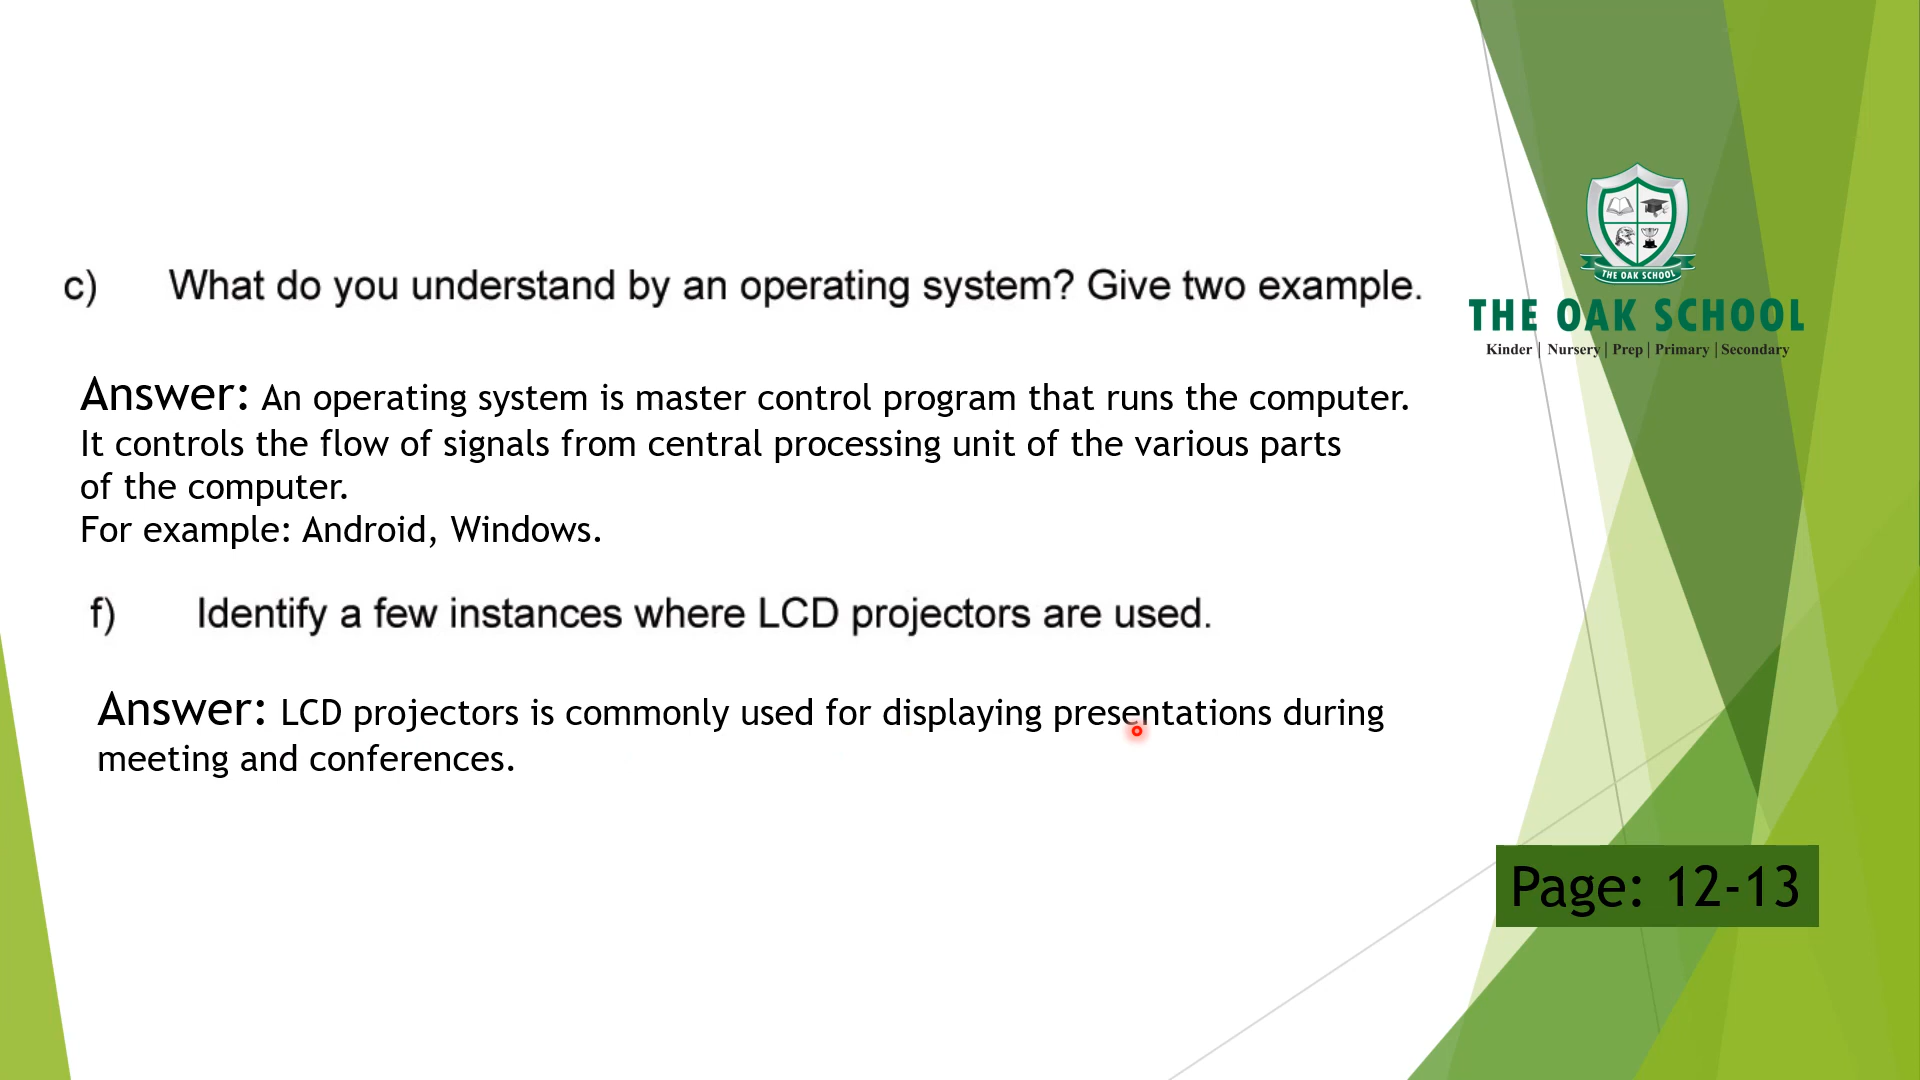 c) What do you understand by an operating system? Give two example.
THE OAK SCHOOL
THE OAK SCHOOL
Kinder | Nursery | Prep | Primary | Secondary
Answer: An operating system is master control program that runs the computer.
It controls the flow of signals from central processing unit of the various parts
of the computer.
For example: Android, Windows.
f) Identify a few instances where LCD projectors are used.
Answer: LCD projectors is commonly used for displaying presentations during
meeting and conferences.
Page: 12-13